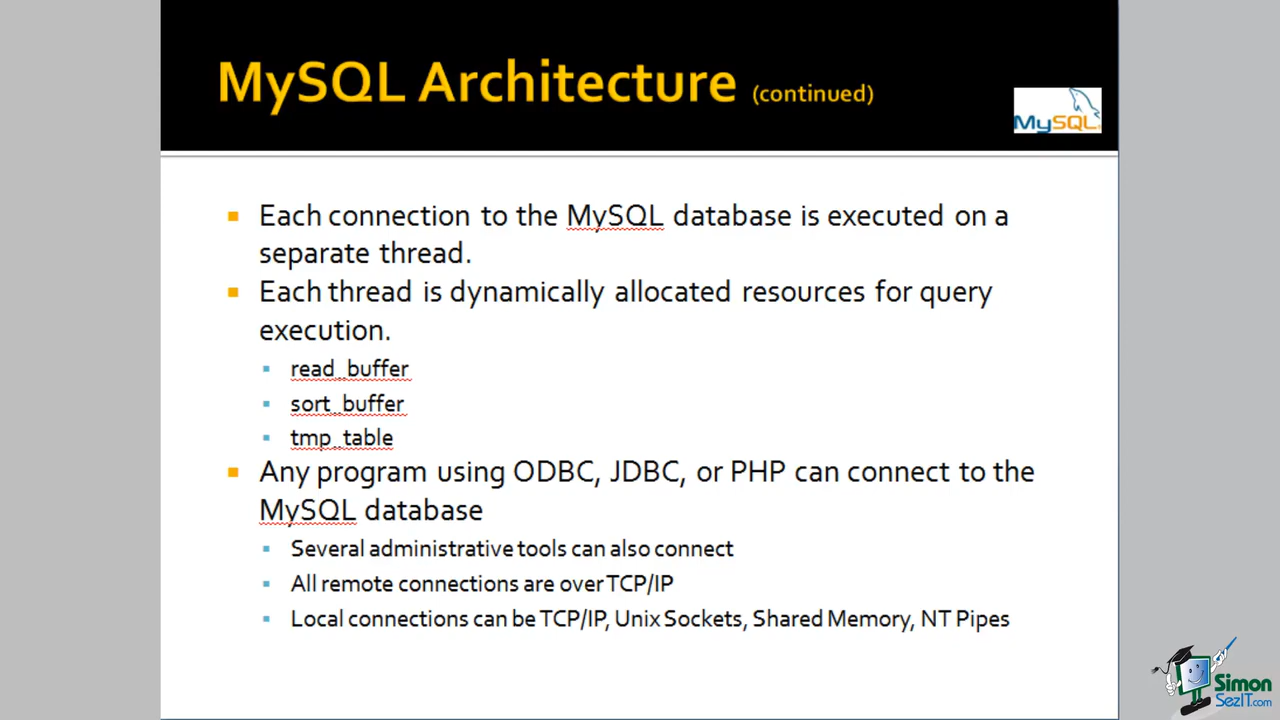 MySQL Architecture (continued)
MySQL
Each connection to the MySQL database is executed on a
separate thread.
Each thread is dynamically allocated resources for query
execution.
read_buffer
sort_buffer
tmp_table
Any program using ODBC, JDBC, or PHP can connect to the
MySQL database
Several administrative tools can also connect
All remote connections are over TCP/IP
Local connections can be TCP/IP, Unix Sockets, Shared Memory, NT Pipes
Simon
SezIT.com